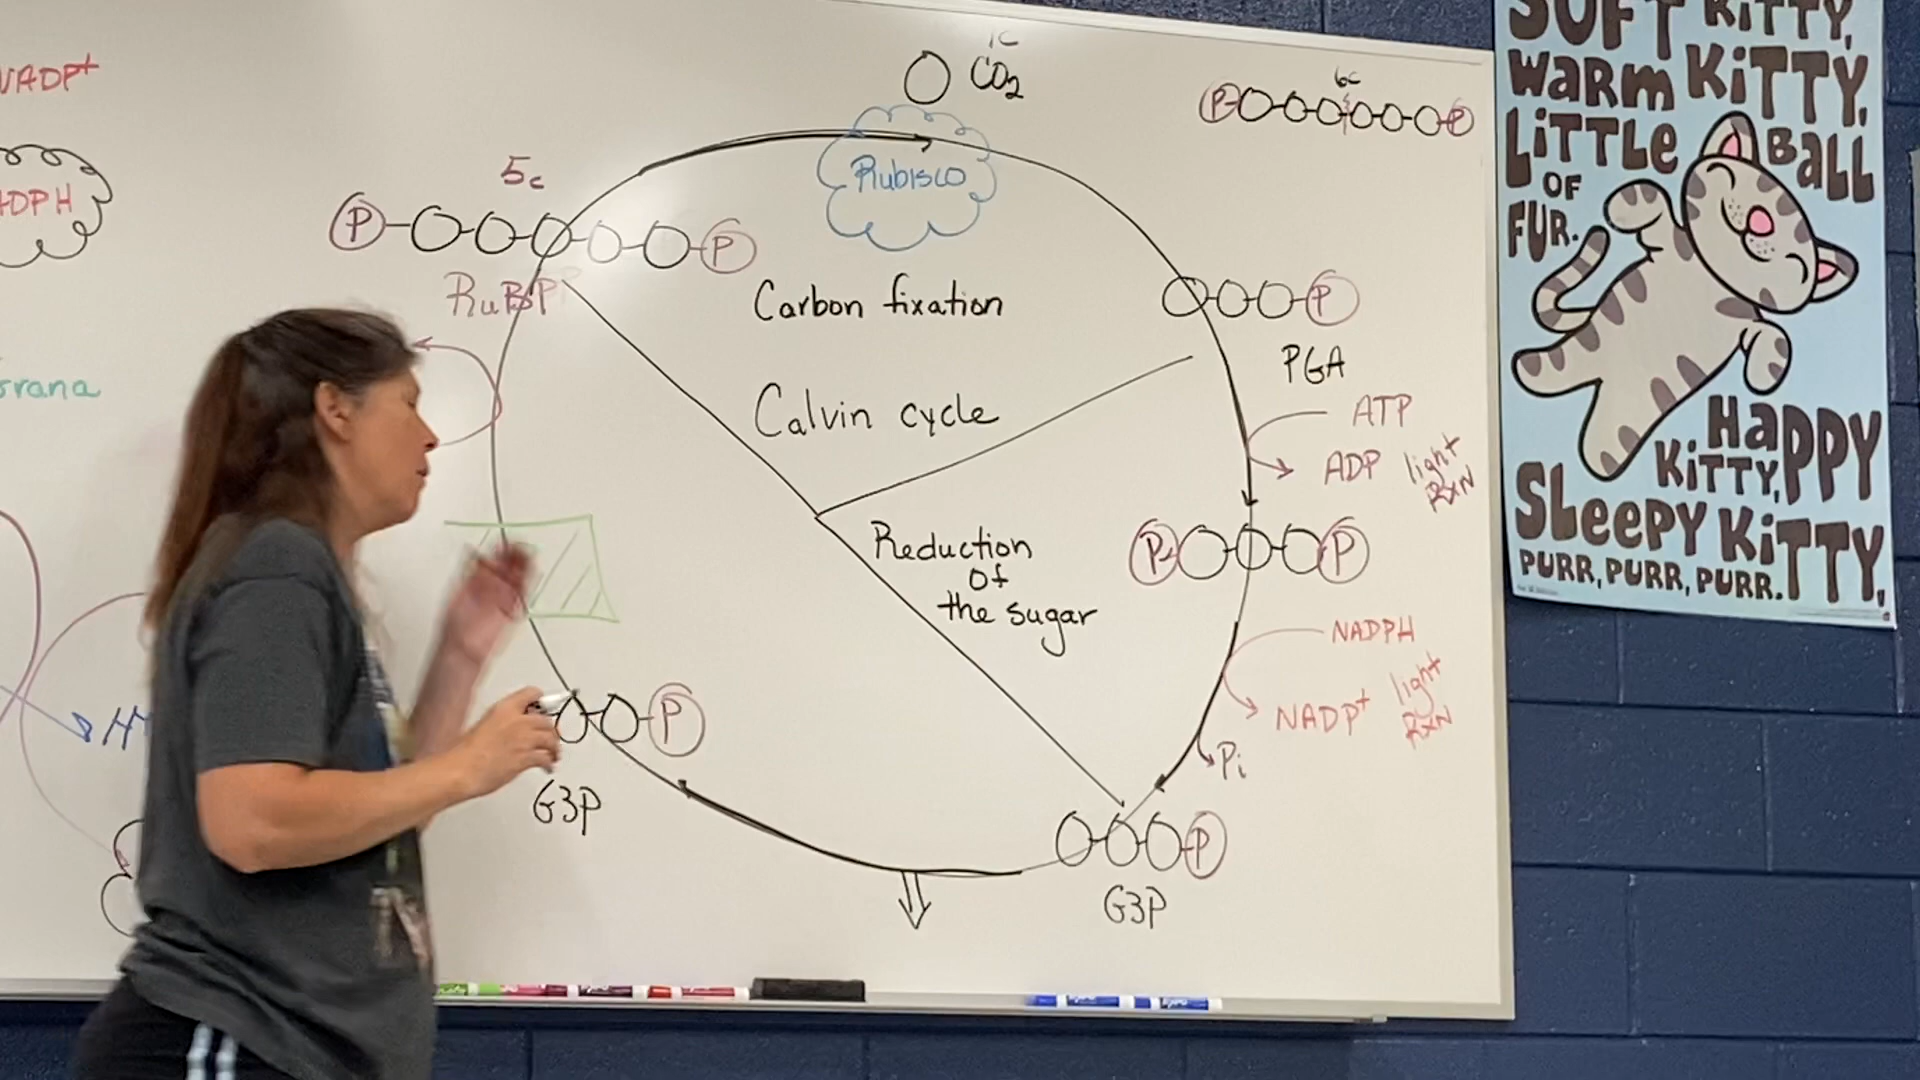 NADP+
ADPH
grana
H+
1c
CO2
6c
P P
Rubisco
5c
P P
RuBP
Carbon fixation
P
PGA
Calvin cycle
ATP
ADP
light
RXN
P P
Reduction
of
the sugar
NADPH
NADP+
light
RXN
Pi
P
G3P
P
G3P
SOFT KiTTY,
WARM KiTTY,
LiTTLE BALL
OF
FUR.
HAPPY
KiTTY,
SLeePY KiTTY,
PURR, PURR, PURR.